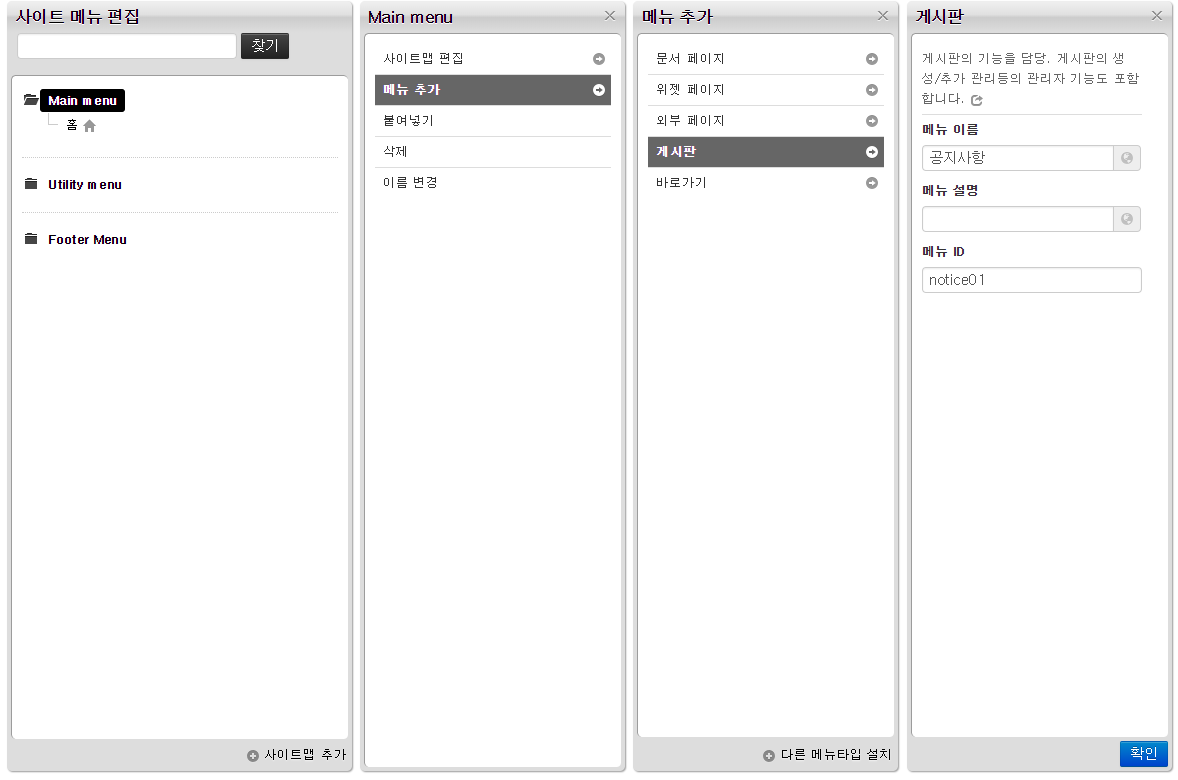 사이트 메뉴 편집
찾기
Main menu
홈
Utility menu
Footer Menu
사이트맵 추가
Main menu
사이트맵 편집
메뉴 추가
붙여넣기
삭제
이름 변경
메뉴 추가
문서 페이지
위젯 페이지
외부 페이지
게시판
바로가기
다른 메뉴타입 설치
게시판
게시판의 기능을 담당. 게시판의 생
성/추가 관리등의 관리자 기능도 포함
합니다.
메뉴 이름
공지사항
메뉴 설명
메뉴 ID
notice01
확인